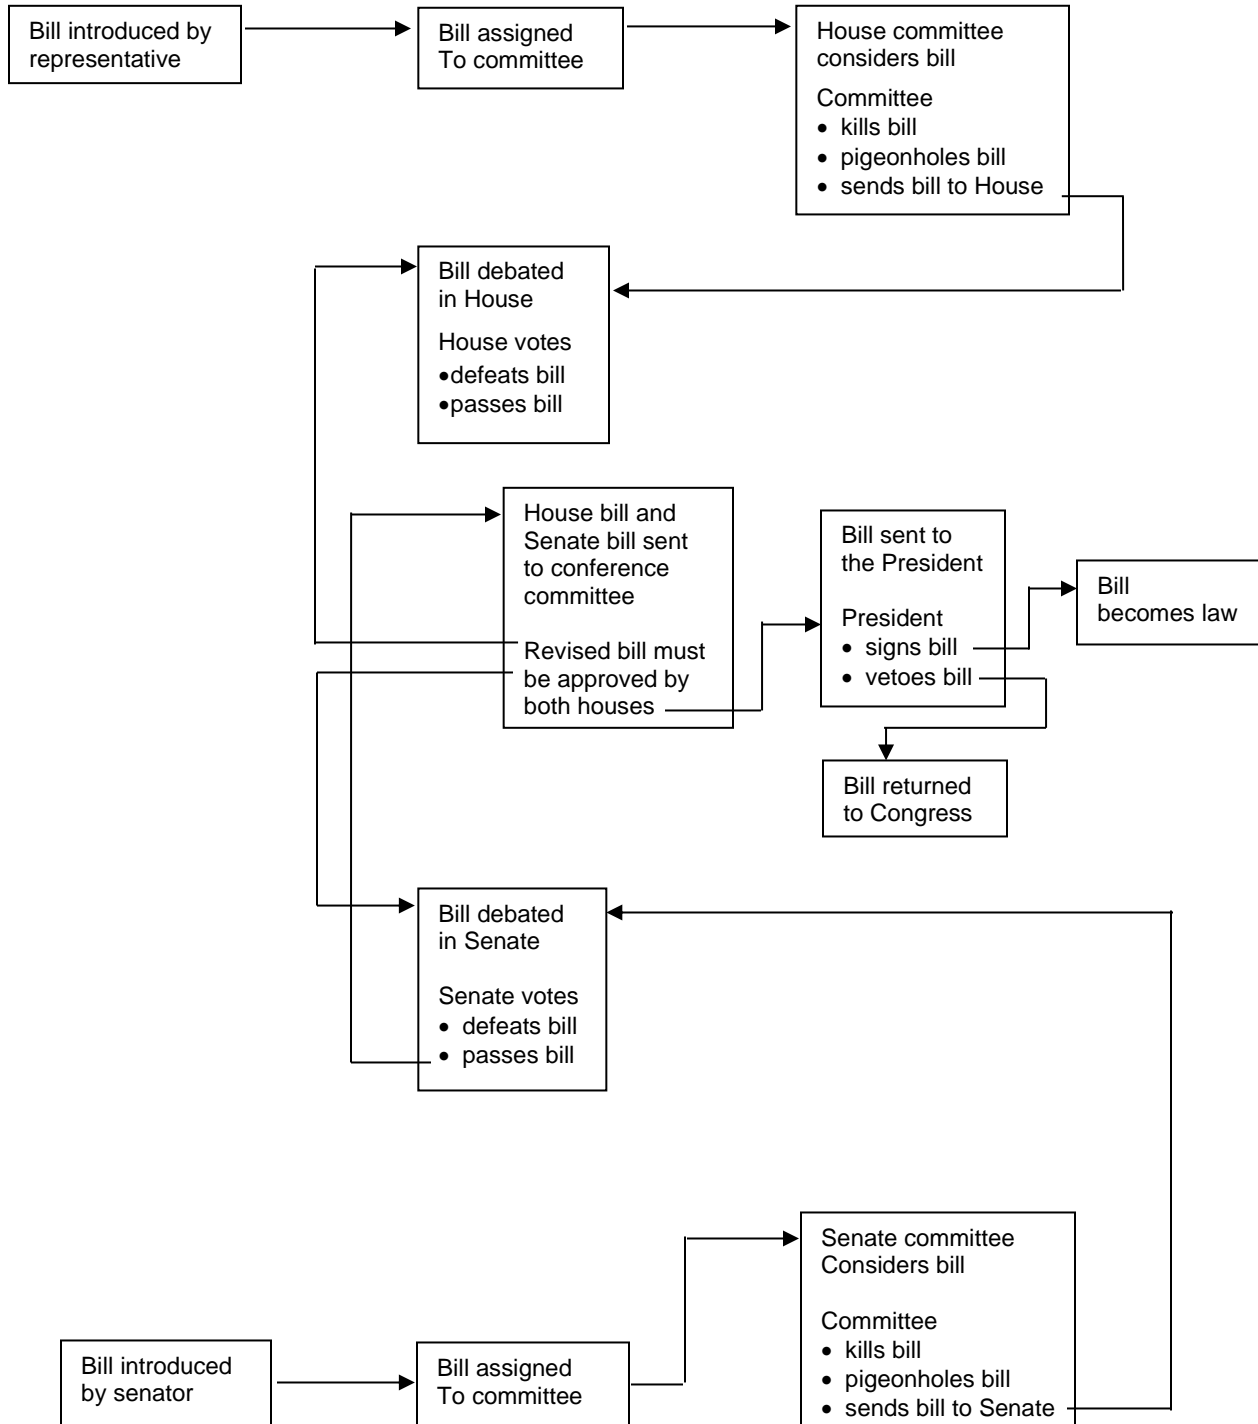 Bill introduced by
representative
Bill assigned
To committee
House committee
considers bill
Committee
• kills bill
• pigeonholes bill
• sends bill to House
Bill debated
in House
House votes
•defeats bill
•passes bill
House bill and
Senate bill sent
to conference
committee
Revised bill must
be approved by
both houses
Bill sent to
the President
President
• signs bill
• vetoes bill
Bill
becomes law
Bill returned
to Congress
Bill debated
in Senate
Senate votes
• defeats bill
• passes bill
Bill introduced
by senator
Bill assigned
To committee
Senate committee
Considers bill
Committee
• kills bill
• pigeonholes bill
• sends bill to Senate